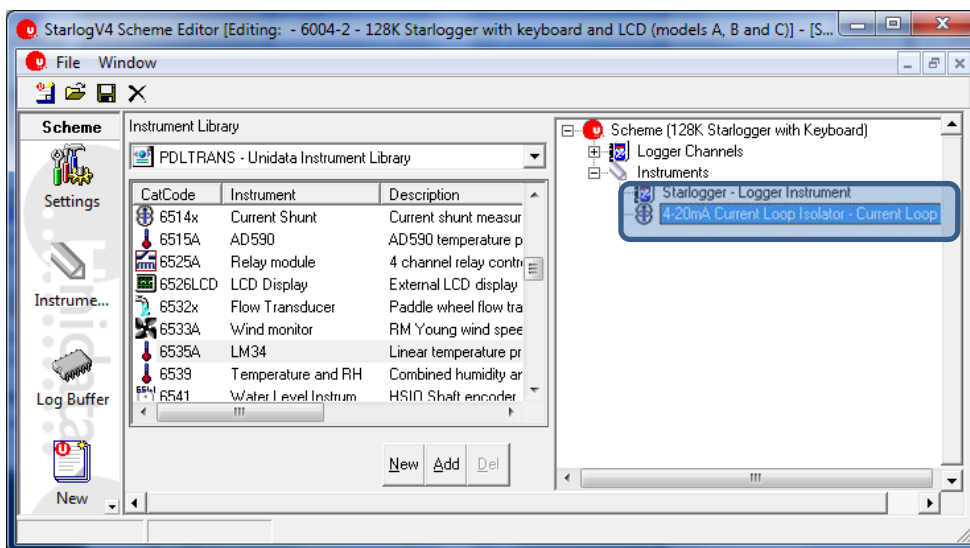 StarlogV4 Scheme Editor [Editing: - 6004-2 - 128K Starlogger with keyboard and LCD (models A, B and C)] - [S...
File Window
Scheme
Settings
Instrume...
Log Buffer
New
Instrument Library
PDLTRANS - Unidata Instrument Library
CatCode Instrument Description
6514x Current Shunt Current shunt measur
6515A AD590 AD590 temperature p
6525A Relay module 4 channel relay contr
6526LCD LCD Display External LCD display
6532x Flow Transducer Paddle wheel flow tra
6533A Wind monitor RM Young wind spee
6535A LM34 Linear temperature pr
6539 Temperature and RH Combined humidity ar
6541 Water Level Instrum HSIO Shaft encoder
New Add Del
Scheme (128K Starlogger with Keyboard)
Logger Channels
Instruments
Starlogger - Logger Instrument
4-20mA Current Loop Isolator - Current Loop